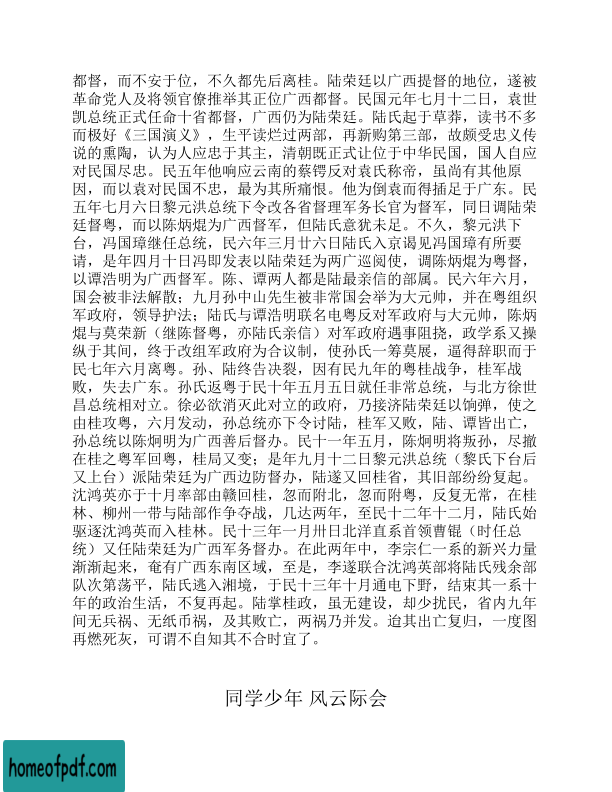 都督，而不安于位，不久都先后离桂。陆荣廷以广西提督的地位，遂被
革命党人及将领官僚推举其正位广西都督。民国元年七月十二日，袁世
凯总统正式任命十省都督，广西仍为陆荣廷。陆氏起于草莽，读书不多
而极好《三国演义》，生平读烂过两部，再新购第三部，故颇受忠义传
说的熏陶，认为人应忠于其主，清朝既正式让位于中华民国，国人自应
对民国尽忠。民五年他响应云南的蔡锷反对袁氏称帝，虽尚有其他原
因，而以袁对民国不忠，最为其所痛恨。他为倒袁而得插足于广东。民
五年七月六日黎元洪总统下令改各省督理军务长官为督军，同日调陆荣
廷督粤，而以陈炳焜为广西督军，但陆氏意犹未足。不久，黎元洪下
台，冯国璋继任总统，民六年三月廿六日陆氏入京谒见冯国璋有所要
请，是年四月十日冯即发表以陆荣廷为两广巡阅使，调陈炳焜为粤督，
以谭浩明为广西督军。陈、谭两人都是陆最亲信的部属。民六年六月，
国会被非法解散；九月孙中山先生被非常国会举为大元帅，并在粤组织
军政府，领导护法；陆氏与谭浩明联名电粤反对军政府与大元帅，陈炳
焜与莫荣新（继陈督粤，亦陆氏亲信）对军政府遇事阻挠，政学系又操
纵于其间，终于改组军政府为合议制，使孙氏一筹莫展，逼得辞职而于
民七年六月离粤。孙、陆终告决裂，因有民九年的粤桂战争，桂军战
败，失去广东。孙氏返粤于民十年五月五日就任非常总统，与北方徐世
昌总统相对立。徐必欲消灭此对立的政府，乃接济陆荣廷以饷弹，使之
由桂攻粤，六月发动，孙总统亦下令讨陆，桂军又败，陆、谭皆出亡，
孙总统以陈炯明为广西善后督办。民十一年五月，陈炯明将叛孙，尽撤
在桂之粤军回粤，桂局又变；是年九月十二日黎元洪总统（黎氏下台后
又上台）派陆荣廷为广西边防督办，陆遂又回桂省，其旧部纷纷复起。
沈鸿英亦于十月率部由赣回桂，忽而附北，忽而附粤，反复无常，在桂
林、柳州一带与陆部作争夺战，几达两年，至民十二年十二月，陆氏始
驱逐沈鸿英而入桂林。民十三年一月卅日北洋直系首领曹锟（时任总
统）又任陆荣廷为广西军务督办。在此两年中，李宗仁一系的新兴力量
渐渐起来，奄有广西东南区域，至是，李遂联合沈鸿英部将陆氏残余部
队次第荡平，陆氏逃入湘境，于民十三年十月通电下野，结束其一系十
年的政治生活，不复再起。陆掌桂政，虽无建设，却少扰民，省内九年
间无兵祸、无纸币祸，及其败亡，两祸乃并发。迨其出亡复归，一度图
再燃死灰，可谓不自知其不合时宜了。
同学少年 风云际会
homeofpdf.com